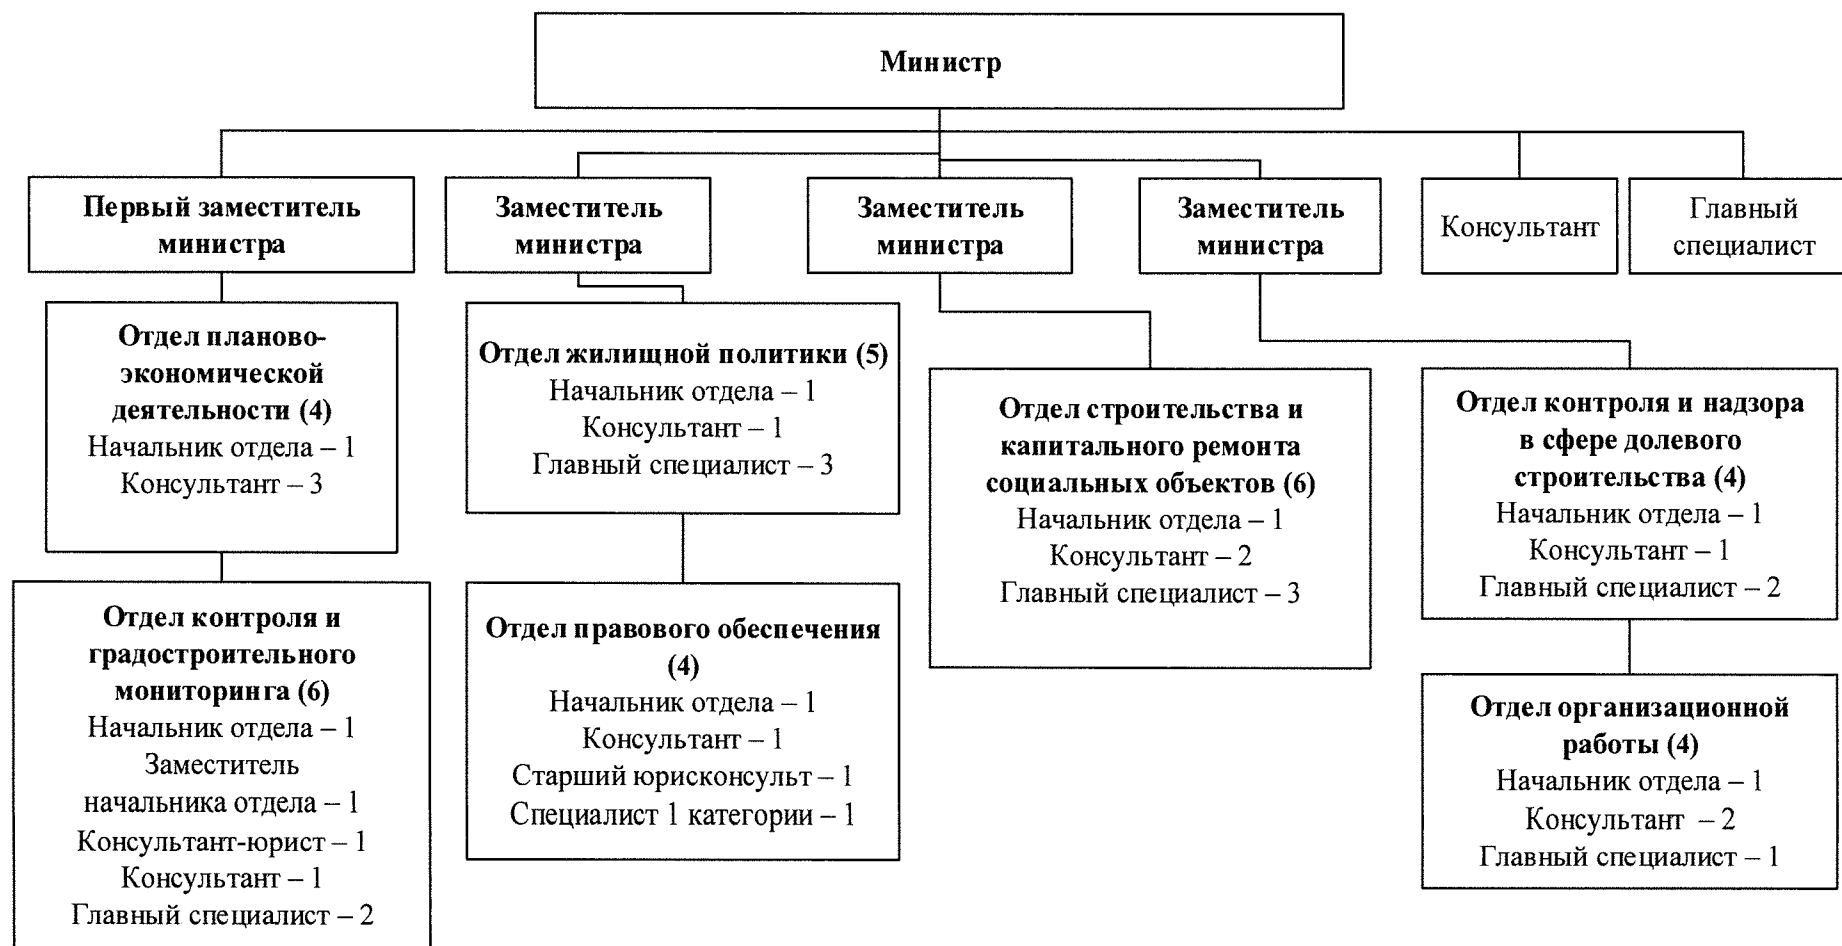 Министр
Первый заместитель
министра
Заместитель
министра
Заместитель
министра
Заместитель
министра
Консультант
Главный
специалист
Отдел планово-
экономической
деятельности (4)
Начальник отдела – 1
Консультант – 3
Отдел контроля и
градостроительного
мониторинга (6)
Начальник отдела – 1
Заместитель
начальника отдела – 1
Консультант-юрист – 1
Консультант – 1
Главный специалист – 2
Отдел жилищной политики (5)
Начальник отдела – 1
Консультант – 1
Главный специалист – 3
Отдел правового обеспечения
(4)
Начальник отдела – 1
Консультант – 1
Старший юрисконсульт – 1
Специалист 1 категории – 1
Отдел строительства и
капитального ремонта
социальных объектов (6)
Начальник отдела – 1
Консультант – 2
Главный специалист – 3
Отдел контроля и надзора
в сфере долевого
строительства (4)
Начальник отдела – 1
Консультант – 1
Главный специалист – 2
Отдел организационной
работы (4)
Начальник отдела – 1
Консультант – 2
Главный специалист – 1